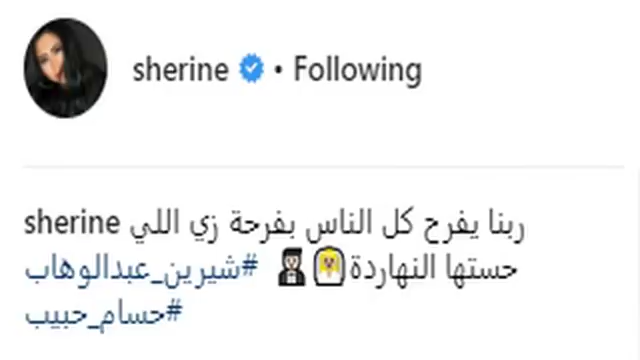 sherine • Following
sherine ربنا يفرح كل الناس بفرحة زي اللي
حستها النهاردة👰🤵 #شيرين_عبدالوهاب
#حسام_حبيب